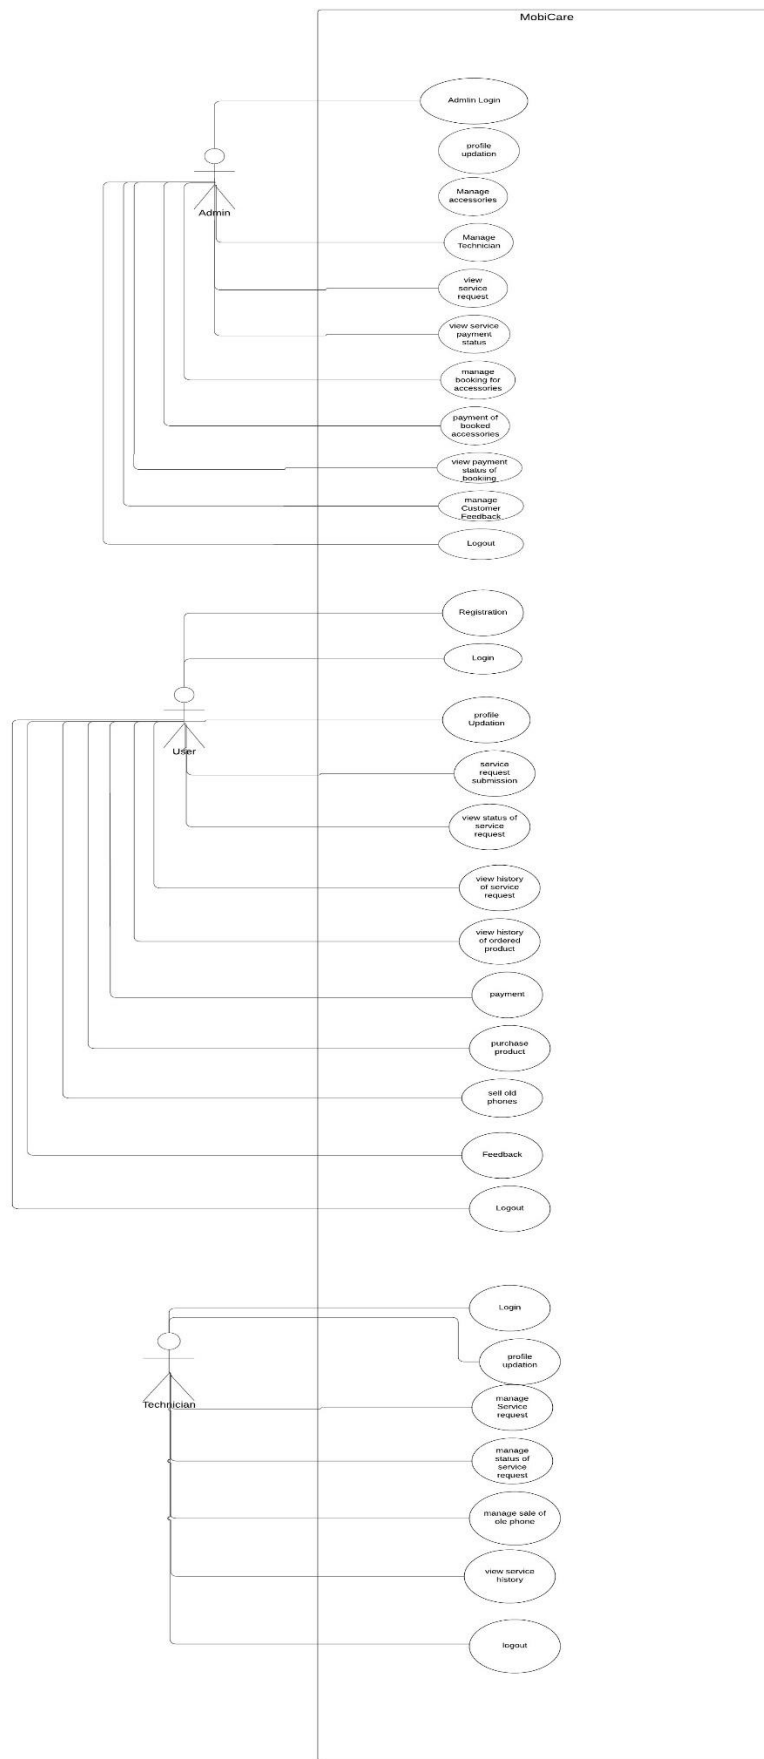 MobiCare
Admin Login
profile
updation
Manage
accessories
Admin
Manage
Technician
view
service
request
view service
payment
status
manage
booking for
accessories
payment of
booked
accessories
view payment
status of
booking
manage
Customer
Feedback
Logout
Registration
Login
profile
Updation
User
service
request
submission
view status of
service
request
view history
of service
request
view history
of ordered
product
payment
purchase
product
sell old
phones
Feedback
Logout
Login
profile
updation
Technician
manage
Service
request
manage
status of
service
request
manage sale of
ole phone
view service
history
logout